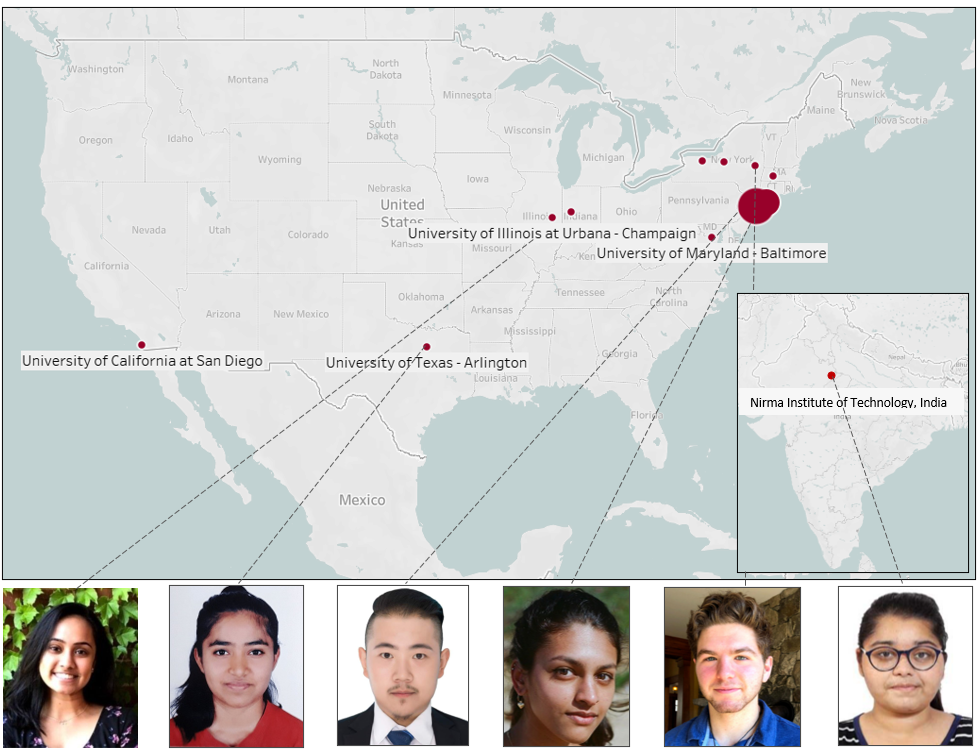 Washington
Montana
North
Dakota
Minnesota
New
Brunswick
Maine
Nova Scotia
Oregon
Idaho
South
Dakota
Wisconsin
Michigan
VT
Wyoming
York
MA
Iowa
Nebraska
Pennsylvania
RI
United
States
Ohio
Indiana
Nevada
Utah
Colorado
MD
University of Illinois at Urbana - Champaign
Kansas
Missouri
University of Maryland - Baltimore
California
Oklahoma
Tennessee
North
Carolina
Arizona
New Mexico
Arkansas
Mississippi
Georgia
Nepal
University of California at San Diego
University of Texas - Arlington
Louisiana
Nirma Institute of Technology, India
India
Florida
Mexico